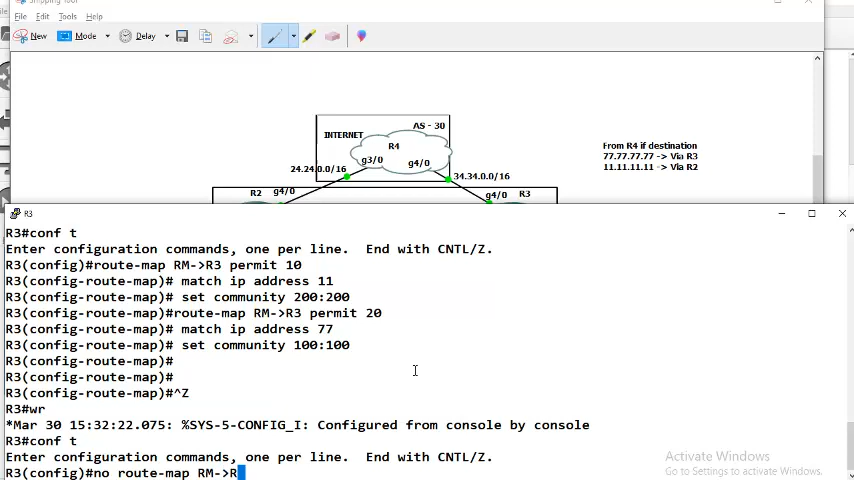 Snipping Tool
File Edit Tools Help
New Mode Delay
INTERNET AS - 30
R4
g3/0 g4/0
24.24.0.0/16 34.34.0.0/16
R2 g4/0 g4/0 R3
From R4 if destination
77.77.77.77 -> Via R3
11.11.11.11 -> Via R2
R3
R3#conf t
Enter configuration commands, one per line.  End with CNTL/Z.
R3(config)#route-map RM->R3 permit 10
R3(config-route-map)# match ip address 11
R3(config-route-map)# set community 200:200
R3(config-route-map)#route-map RM->R3 permit 20
R3(config-route-map)# match ip address 77
R3(config-route-map)# set community 100:100
R3(config-route-map)#
R3(config-route-map)#
R3(config-route-map)#^Z
R3#wr
*Mar 30 15:32:22.075: %SYS-5-CONFIG_I: Configured from console by console
R3#conf t
Enter configuration commands, one per line.  End with CNTL/Z.
R3(config)#no route-map RM->R
Activate Windows
Go to Settings to activate Windows.